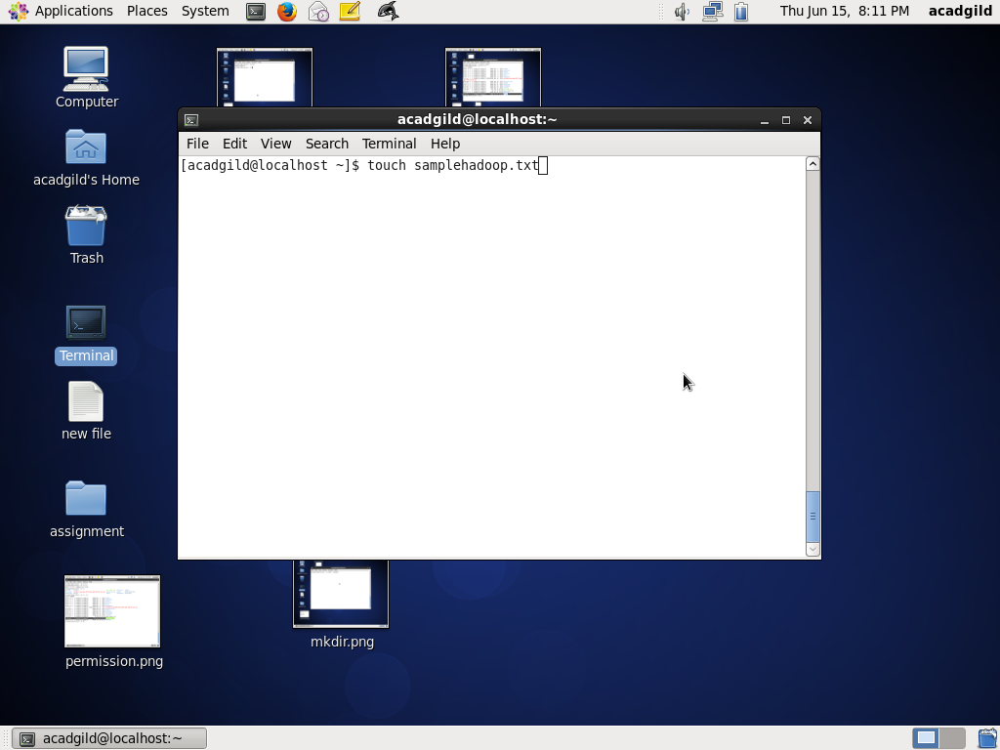 Applications Places System Thu Jun 15, 8:11 PM acadgild
Computer
acadgild's Home
Trash
Terminal
new file
assignment
permission.png
mkdir.png
acadgild@localhost:~
File Edit View Search Terminal Help
[acadgild@localhost ~]$ touch samplehadoop.txt
acadgild@localhost:~